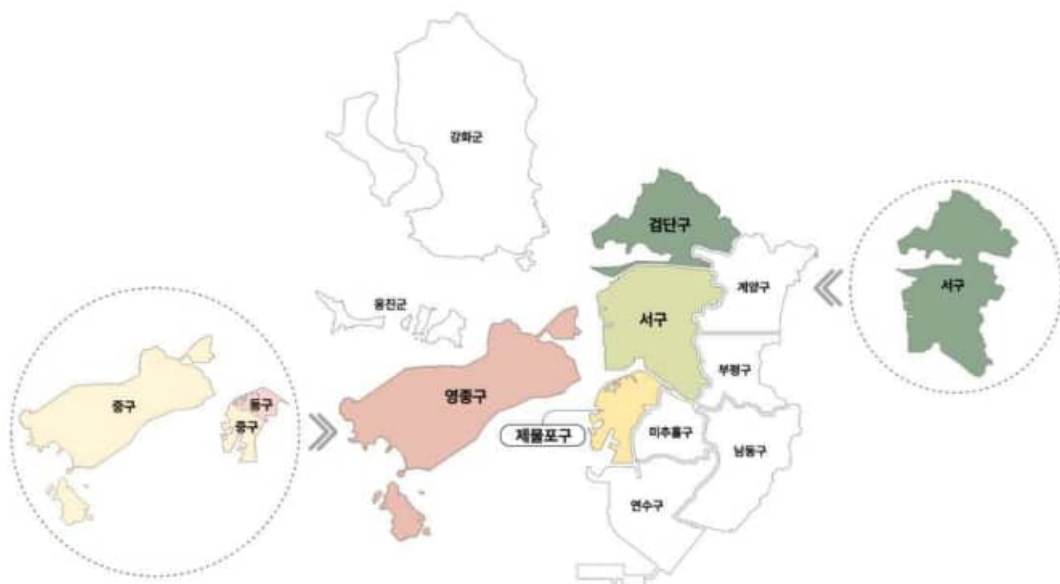 강화군
검단구
계양구
서구
옹진군
서구
부평구
영종구
중구
동구
중구
제물포구
미추홀구
남동구
연수구